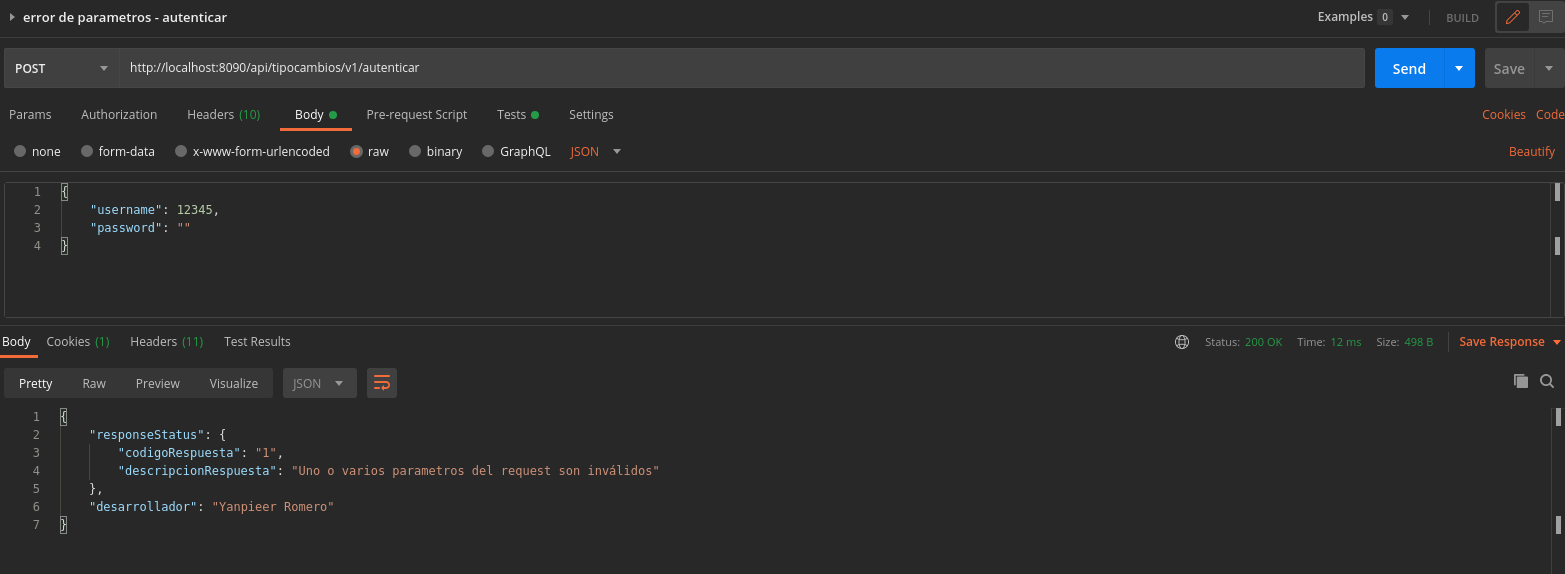 error de parametros - autenticar
Examples 0 BUILD
POST http://localhost:8090/api/tipocambios/v1/autenticar Send Save
Params Authorization Headers (10) Body Pre-request Script Tests Settings Cookies Code
none form-data x-www-form-urlencoded raw binary GraphQL JSON Beautify
1 {
2 "username": 12345,
3 "password": ""
4 }
Body Cookies (1) Headers (11) Test Results Status: 200 OK Time: 12 ms Size: 498 B Save Response
Pretty Raw Preview Visualize JSON
1 {
2 "responseStatus": {
3 "codigoRespuesta": "1",
4 "descripcionRespuesta": "Uno o varios parametros del request son inválidos"
5 },
6 "desarrollador": "Yanpieer Romero"
7 }